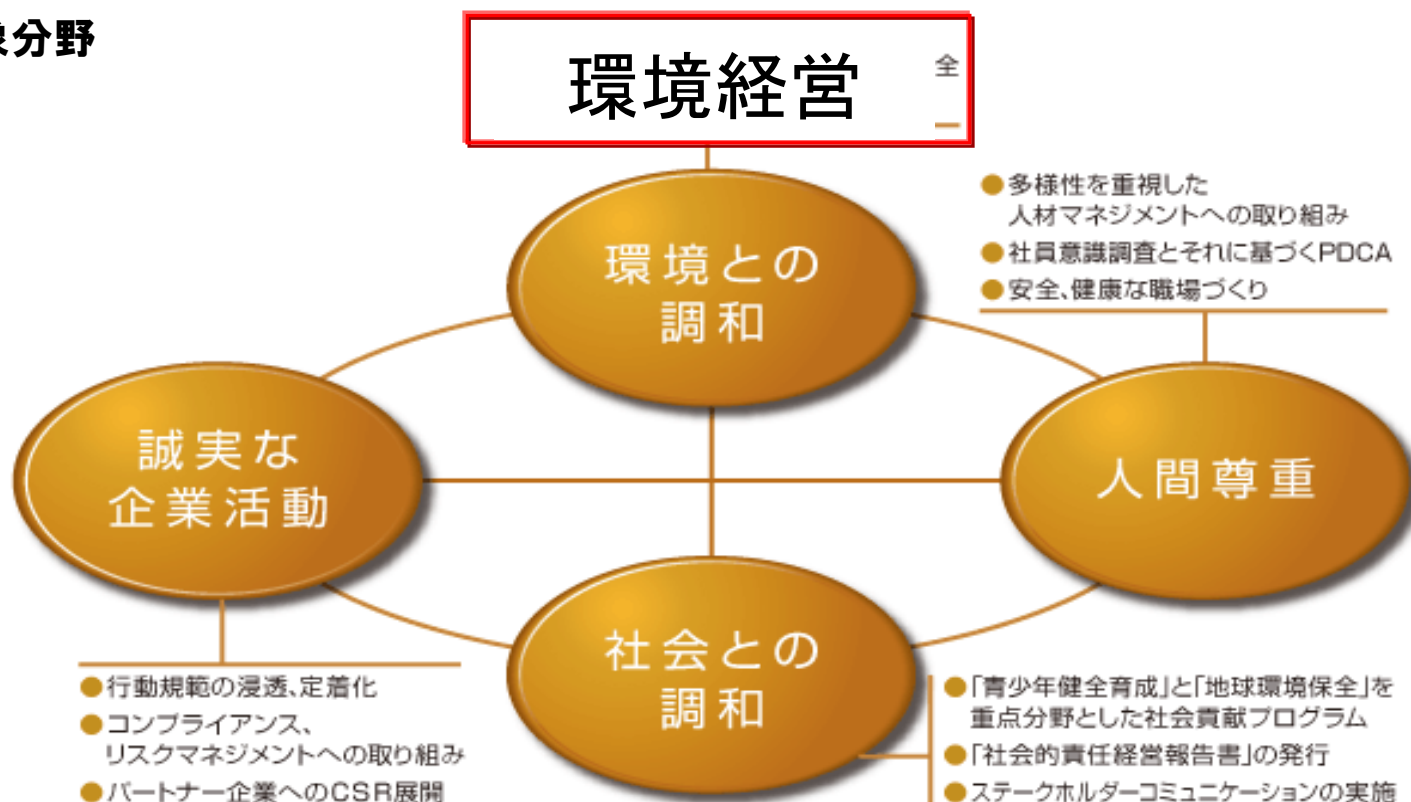 象分野
環境経営
全
環境との
調和
●多様性を重視した
人材マネジメントへの取り組み
●社員意識調査とそれに基づくPDCA
●安全、健康な職場づくり
誠実な
企業活動
人間尊重
●行動規範の浸透、定着化
●コンプライアンス、
リスクマネジメントへの取り組み
●パートナー企業へのCSR展開
社会との
調和
●「青少年健全育成」と「地球環境保全」を
重点分野とした社会貢献プログラム
●「社会的責任経営報告書」の発行
●ステークホルダーコミュニケーションの実施